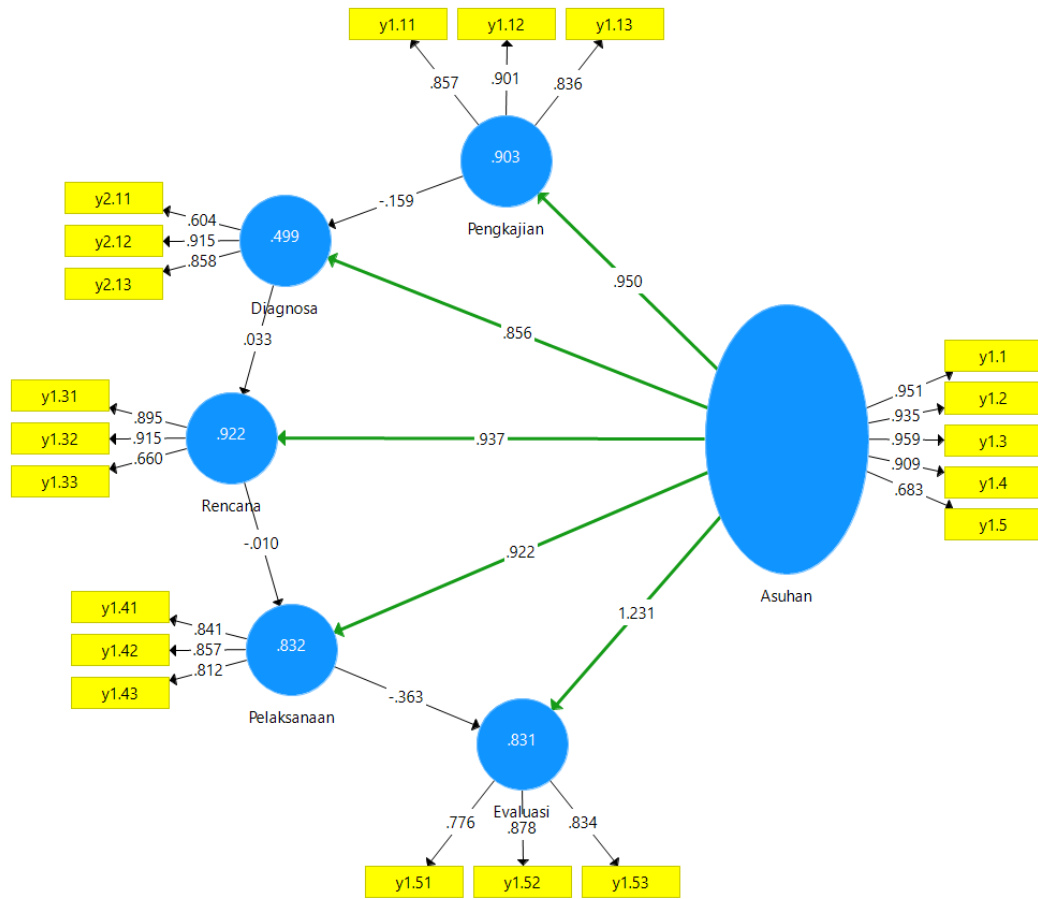 y1.11
y1.12
y1.13
.857
.901
.836
.903
Pengkajian
-.159
.950
y2.11
y2.12
y2.13
.604
.915
.858
.499
Diagnosa
.856
.033
y1.31
y1.32
y1.33
.895
.915
.660
.922
Rencana
.937
y1.1
y1.2
y1.3
y1.4
y1.5
.951
.935
.959
.909
.683
Asuhan
-.010
.922
y1.41
y1.42
y1.43
.841
.857
.812
.832
Pelaksanaan
1.231
-.363
.831
Evaluasi
.776
.878
.834
y1.51
y1.52
y1.53